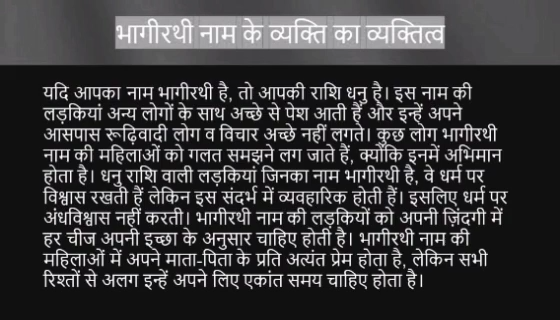 भागीरथी नाम के व्यक्ति का व्यक्तित्व
यदि आपका नाम भागीरथी है, तो आपकी राशि धनु है। इस नाम की
लड़कियां अन्य लोगों के साथ अच्छे से पेश आती हैं और इन्हें अपने
आसपास रूढ़िवादी लोग व विचार अच्छे नहीं लगते। कुछ लोग भागीरथी
नाम की महिलाओं को गलत समझने लग जाते हैं, क्योंकि इनमें अभिमान
होता है। धनु राशि वाली लड़कियां जिनका नाम भागीरथी है, वे धर्म पर
विश्वास रखती हैं लेकिन इस संदर्भ में व्यवहारिक होती हैं। इसलिए धर्म पर
अंधविश्वास नहीं करती। भागीरथी नाम की लड़कियों को अपनी ज़िंदगी में
हर चीज अपनी इच्छा के अनुसार चाहिए होती है। भागीरथी नाम की
महिलाओं में अपने माता-पिता के प्रति अत्यंत प्रेम होता है, लेकिन सभी
रिश्तों से अलग इन्हें अपने लिए एकांत समय चाहिए होता है।